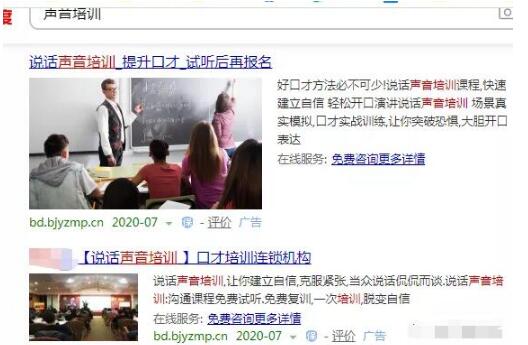 度
声音培训
说话声音培训_提升口才_试听后再报名
好口才方法必不可少!说话声音培训课程,快速
建立自信 轻松开口演讲说话声音培训 场景真
实模拟,口才实战训练,让你突破恐惧,大胆开口
表达
在线服务: 免费咨询更多详情
bd.bjyzmp.cn 2020-07 - 评价 广告
【说话声音培训 】口才培训连锁机构
说话声音培训,让你建立自信,克服紧张,当众说话侃侃而谈.说话声音培
训:沟通课程免费试听.免费复训,一次培训,脱变自信
在线服务: 免费咨询更多详情
bd.bjyzmp.cn 2020-07 - 评价 广告